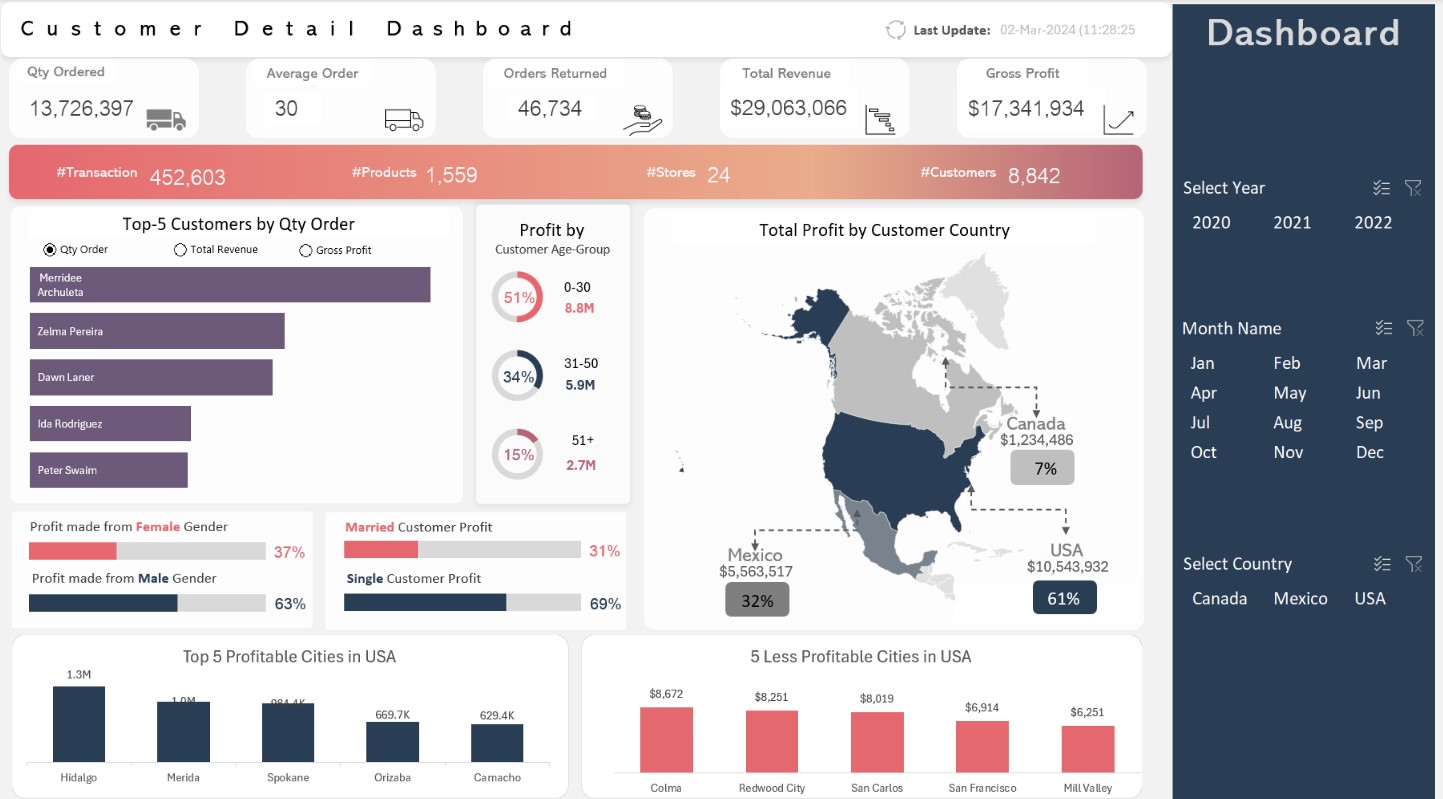 Customer Detail Dashboard
Last Update: 02-Mar-2024 (11:28:25
Dashboard
Qty Ordered
13,726,397
Average Order
30
Orders Returned
46,734
Total Revenue
$29,063,066
Gross Profit
$17,341,934
#Transaction 452,603
#Products 1,559
#Stores 24
#Customers 8,842
Top-5 Customers by Qty Order
Qty Order
Total Revenue
Gross Profit
Merridee
Archuleta
Zelma Pereira
Dawn Laner
Ida Rodriguez
Peter Swaim
Profit by
Customer Age-Group
51%
0-30
8.8M
34%
31-50
5.9M
15%
51+
2.7M
Total Profit by Customer Country
Canada
$1,234,486
7%
Mexico
$5,563,517
32%
USA
$10,543,932
61%
Profit made from Female Gender
37%
Profit made from Male Gender
63%
Married Customer Profit
31%
Single Customer Profit
69%
Top 5 Profitable Cities in USA
1.3M
1.0M
984.4K
669.7K
629.4K
Hidalgo
Merida
Spokane
Orizaba
Camacho
5 Less Profitable Cities in USA
$8,672
$8,251
$8,019
$6,914
$6,251
Colma
Redwood City
San Carlos
San Francisco
Mill Valley
Select Year
2020 2021 2022
Month Name
Jan Feb Mar
Apr May Jun
Jul Aug Sep
Oct Nov Dec
Select Country
Canada Mexico USA